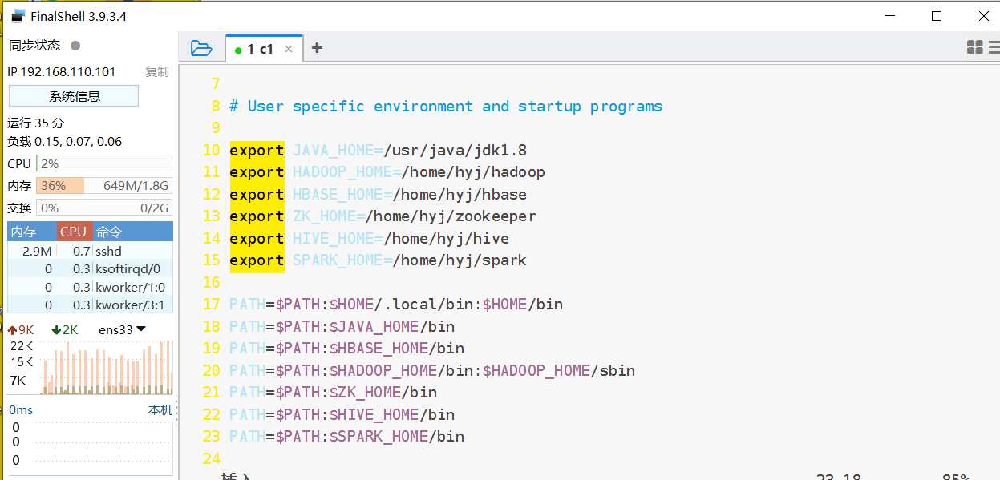 FinalShell 3.9.3.4
同步状态
IP 192.168.110.101 复制
系统信息
运行 35 分
负载 0.15, 0.07, 0.06
CPU 2%
内存 36% 649M/1.8G
交换 0% 0/2G
内存 CPU 命令
2.9M 0.7 sshd
0 0.3 ksoftirqd/0
0 0.3 kworker/1:0
0 0.3 kworker/3:1
9K 2K ens33
22K
15K
7K
0ms 本机
0
0
0
1 c1
7
8 # User specific environment and startup programs
9
10 export JAVA_HOME=/usr/java/jdk1.8
11 export HADOOP_HOME=/home/hyj/hadoop
12 export HBASE_HOME=/home/hyj/hbase
13 export ZK_HOME=/home/hyj/zookeeper
14 export HIVE_HOME=/home/hyj/hive
15 export SPARK_HOME=/home/hyj/spark
16
17 PATH=$PATH:$HOME/.local/bin:$HOME/bin
18 PATH=$PATH:$JAVA_HOME/bin
19 PATH=$PATH:$HBASE_HOME/bin
20 PATH=$PATH:$HADOOP_HOME/bin:$HADOOP_HOME/sbin
21 PATH=$PATH:$ZK_HOME/bin
22 PATH=$PATH:$HIVE_HOME/bin
23 PATH=$PATH:$SPARK_HOME/bin
24
插入 23,18 85%